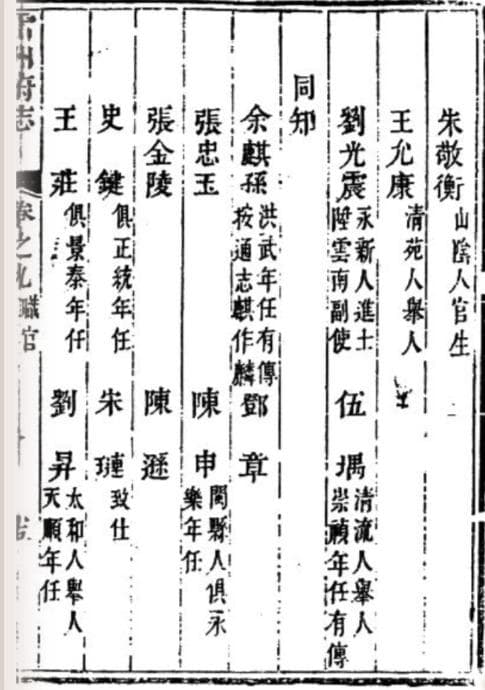 朱敬衡 山陰人官生
王允康 清苑人舉人
劉光震 永新人進士陞雲南副使 伍㻞 清流人舉人崇禎年任有傳
同知
余麒孫 洪武年任有傳按通志麒作麟 鄧章
張忠玉 陳申 閩縣人俱永樂年任
張金陵 陳遜
史鍵 俱正統年任 朱璉 致仕
王莊 俱景泰年任 劉昇 太和人舉人天順年任
州府志 卷之九 職官